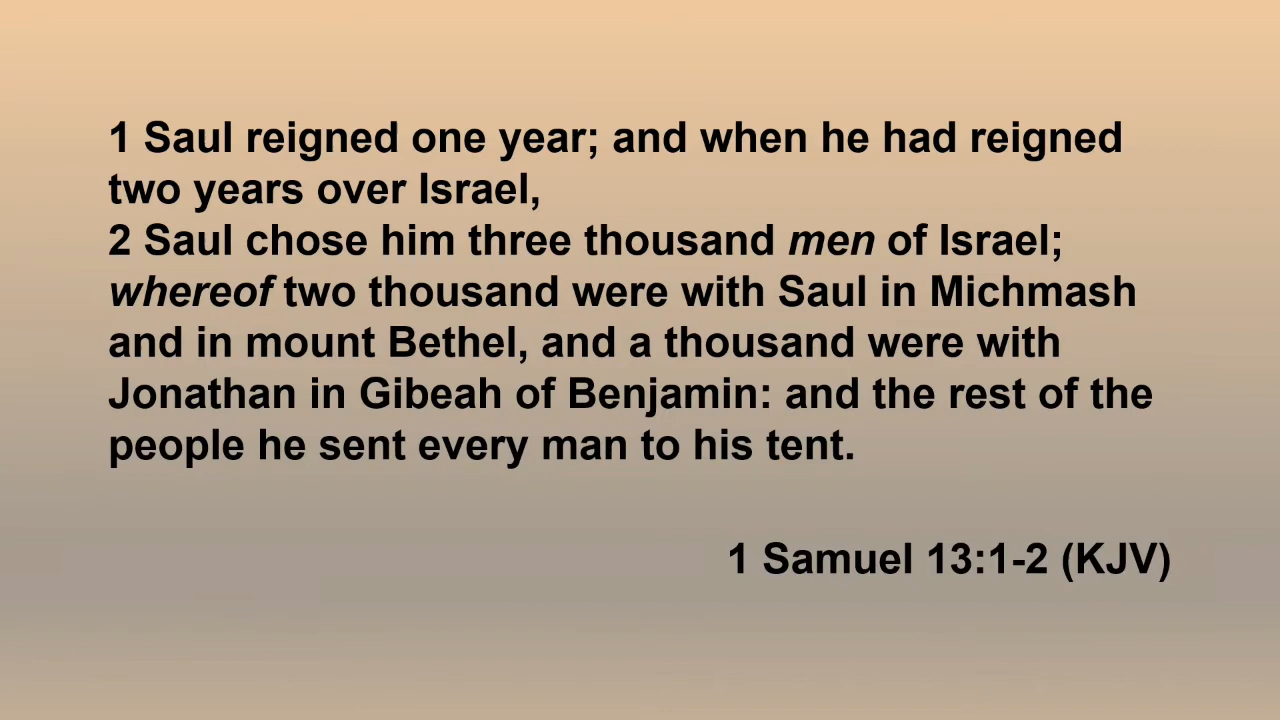 1 Saul reigned one year; and when he had reigned
two years over Israel,
2 Saul chose him three thousand men of Israel;
whereof two thousand were with Saul in Michmash
and in mount Bethel, and a thousand were with
Jonathan in Gibeah of Benjamin: and the rest of the
people he sent every man to his tent.
1 Samuel 13:1-2 (KJV)